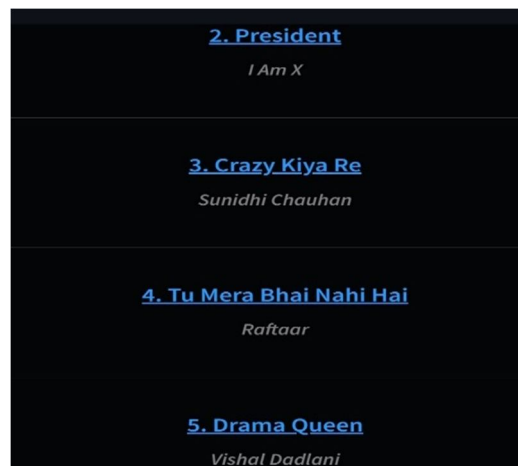 2. President
I Am X
3. Crazy Kiya Re
Sunidhi Chauhan
4. Tu Mera Bhai Nahi Hai
Raftaar
5. Drama Queen
Vishal Dadlani